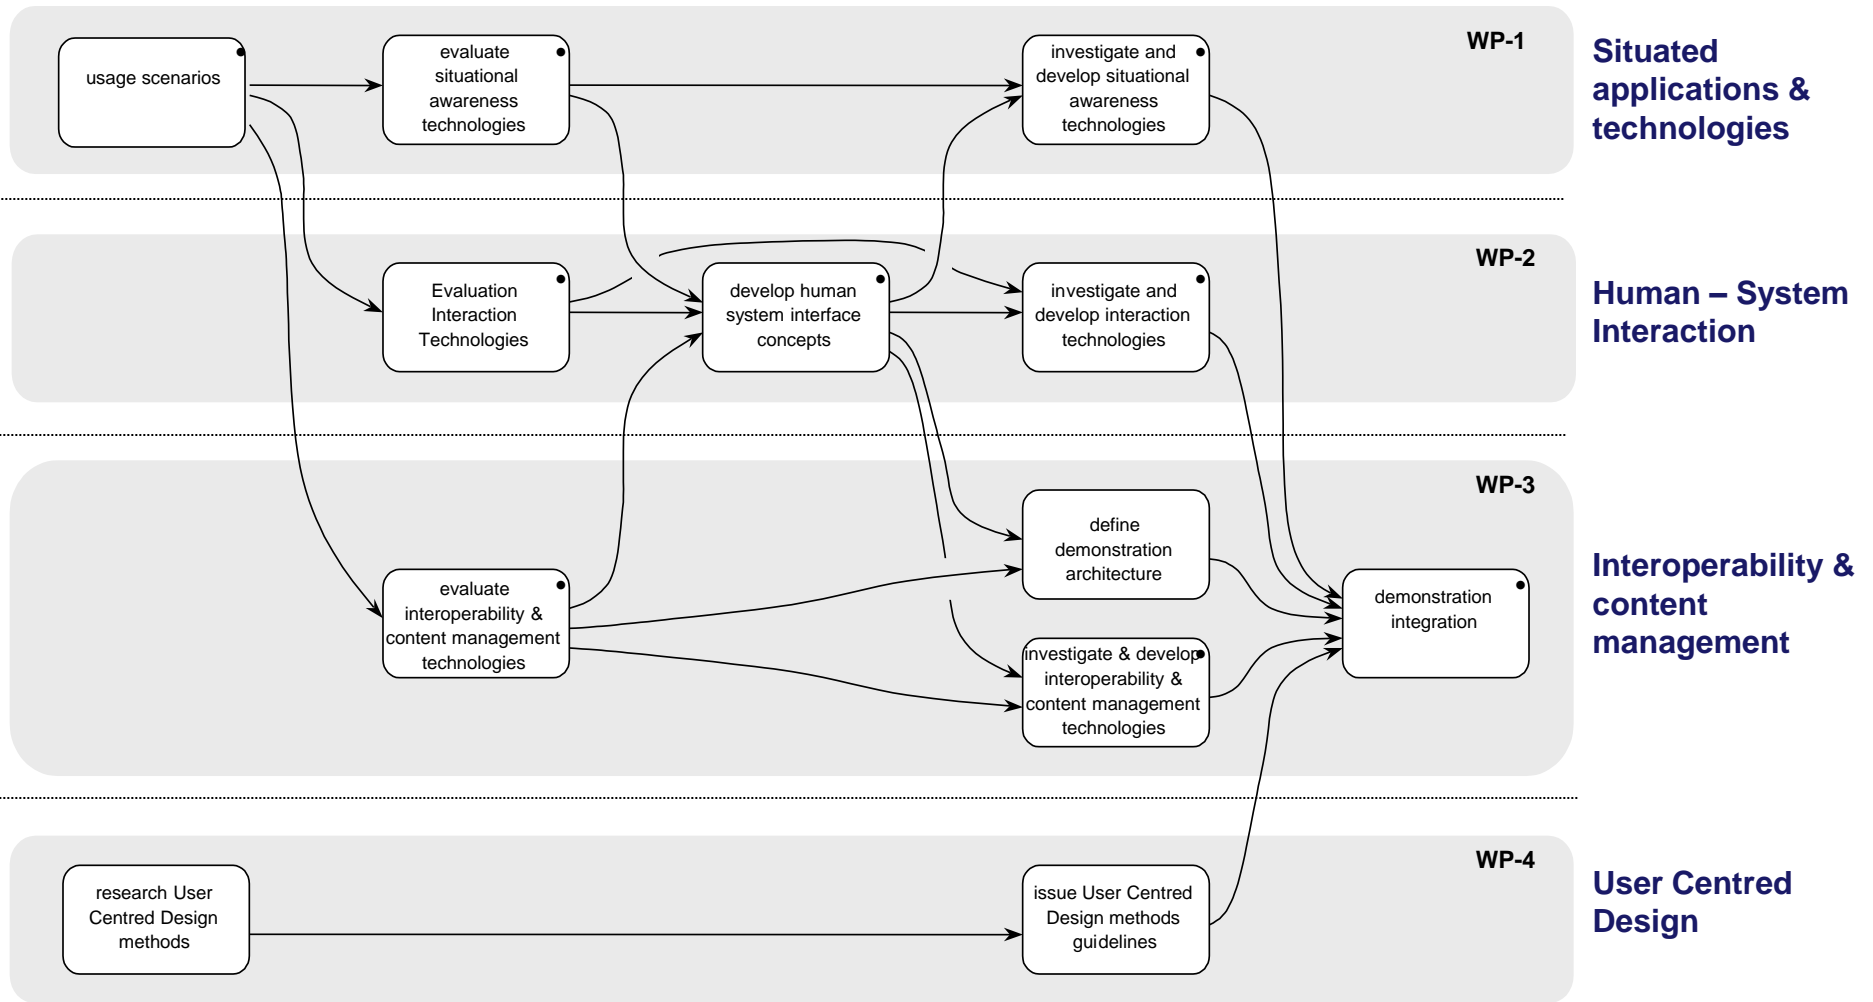 WP-1
usage scenarios
evaluate
situational
awareness
technologies
investigate and
develop situational
awareness
technologies
Situated
applications &
technologies
WP-2
Evaluation
Interaction
Technologies
develop human
system interface
concepts
investigate and
develop interaction
technologies
Human – System
Interaction
WP-3
define
demonstration
architecture
evaluate
interoperability &
content management
technologies
investigate & develop
interoperability &
content management
technologies
demonstration
integration
Interoperability &
content
management
WP-4
research User
Centred Design
methods
issue User Centred
Design methods
guidelines
User Centred
Design